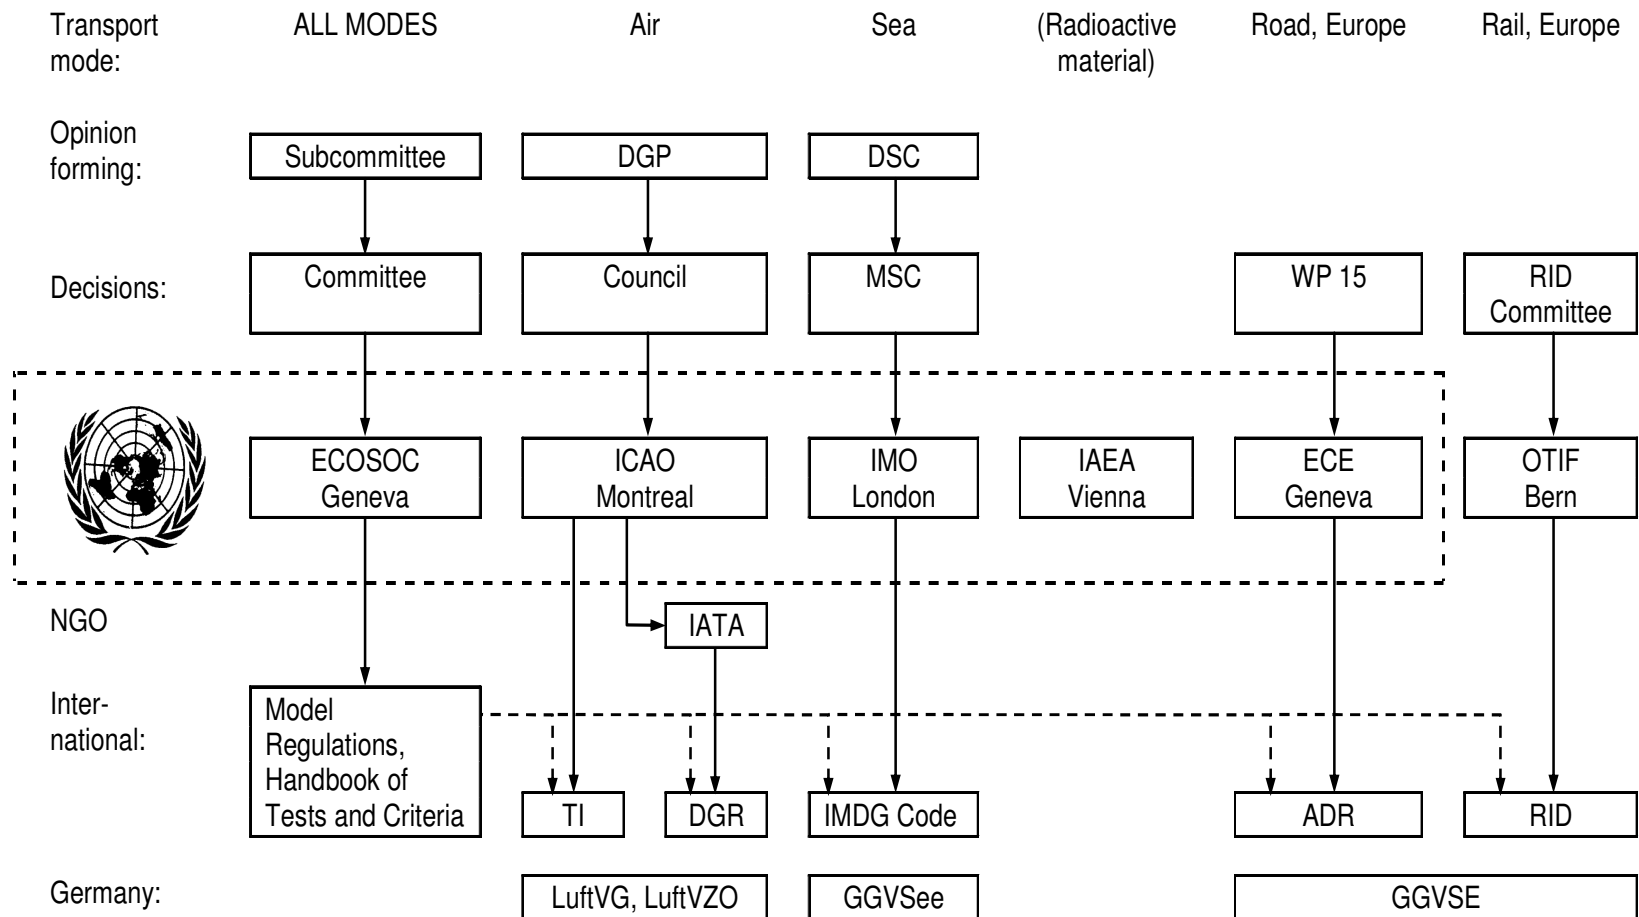 Transport mode:
ALL MODES
Air
Sea
(Radioactive material)
Road, Europe
Rail, Europe
Opinion forming:
Subcommittee
DGP
DSC
Decisions:
Committee
Council
MSC
WP 15
RID Committee
ECOSOC Geneva
ICAO Montreal
IMO London
IAEA Vienna
ECE Geneva
OTIF Bern
NGO
IATA
Inter-
national:
Model
Regulations,
Handbook of
Tests and Criteria
TI
DGR
IMDG Code
ADR
RID
Germany:
LuftVG, LuftVZO
GGVSee
GGVSE